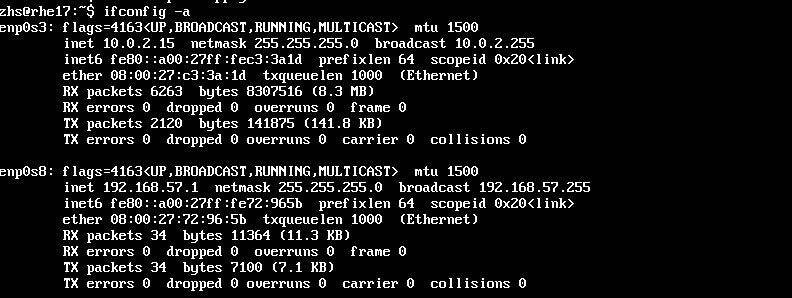 zhs@rhe17:~$ ifconfig -a
enp0s3: flags=4163<UP,BROADCAST,RUNNING,MULTICAST>  mtu 1500
        inet 10.0.2.15  netmask 255.255.255.0  broadcast 10.0.2.255
        inet6 fe80::a00:27ff:fec3:3a1d  prefixlen 64  scopeid 0x20<link>
        ether 08:00:27:c3:3a:1d  txqueuelen 1000  (Ethernet)
        RX packets 6263  bytes 8307516 (8.3 MB)
        RX errors 0  dropped 0  overruns 0  frame 0
        TX packets 2120  bytes 141875 (141.8 KB)
        TX errors 0  dropped 0 overruns 0  carrier 0  collisions 0

enp0s8: flags=4163<UP,BROADCAST,RUNNING,MULTICAST>  mtu 1500
        inet 192.168.57.1  netmask 255.255.255.0  broadcast 192.168.57.255
        inet6 fe80::a00:27ff:fe72:965b  prefixlen 64  scopeid 0x20<link>
        ether 08:00:27:72:96:5b  txqueuelen 1000  (Ethernet)
        RX packets 34  bytes 11364 (11.3 KB)
        RX errors 0  dropped 0  overruns 0  frame 0
        TX packets 34  bytes 7100 (7.1 KB)
        TX errors 0  dropped 0 overruns 0  carrier 0  collisions 0